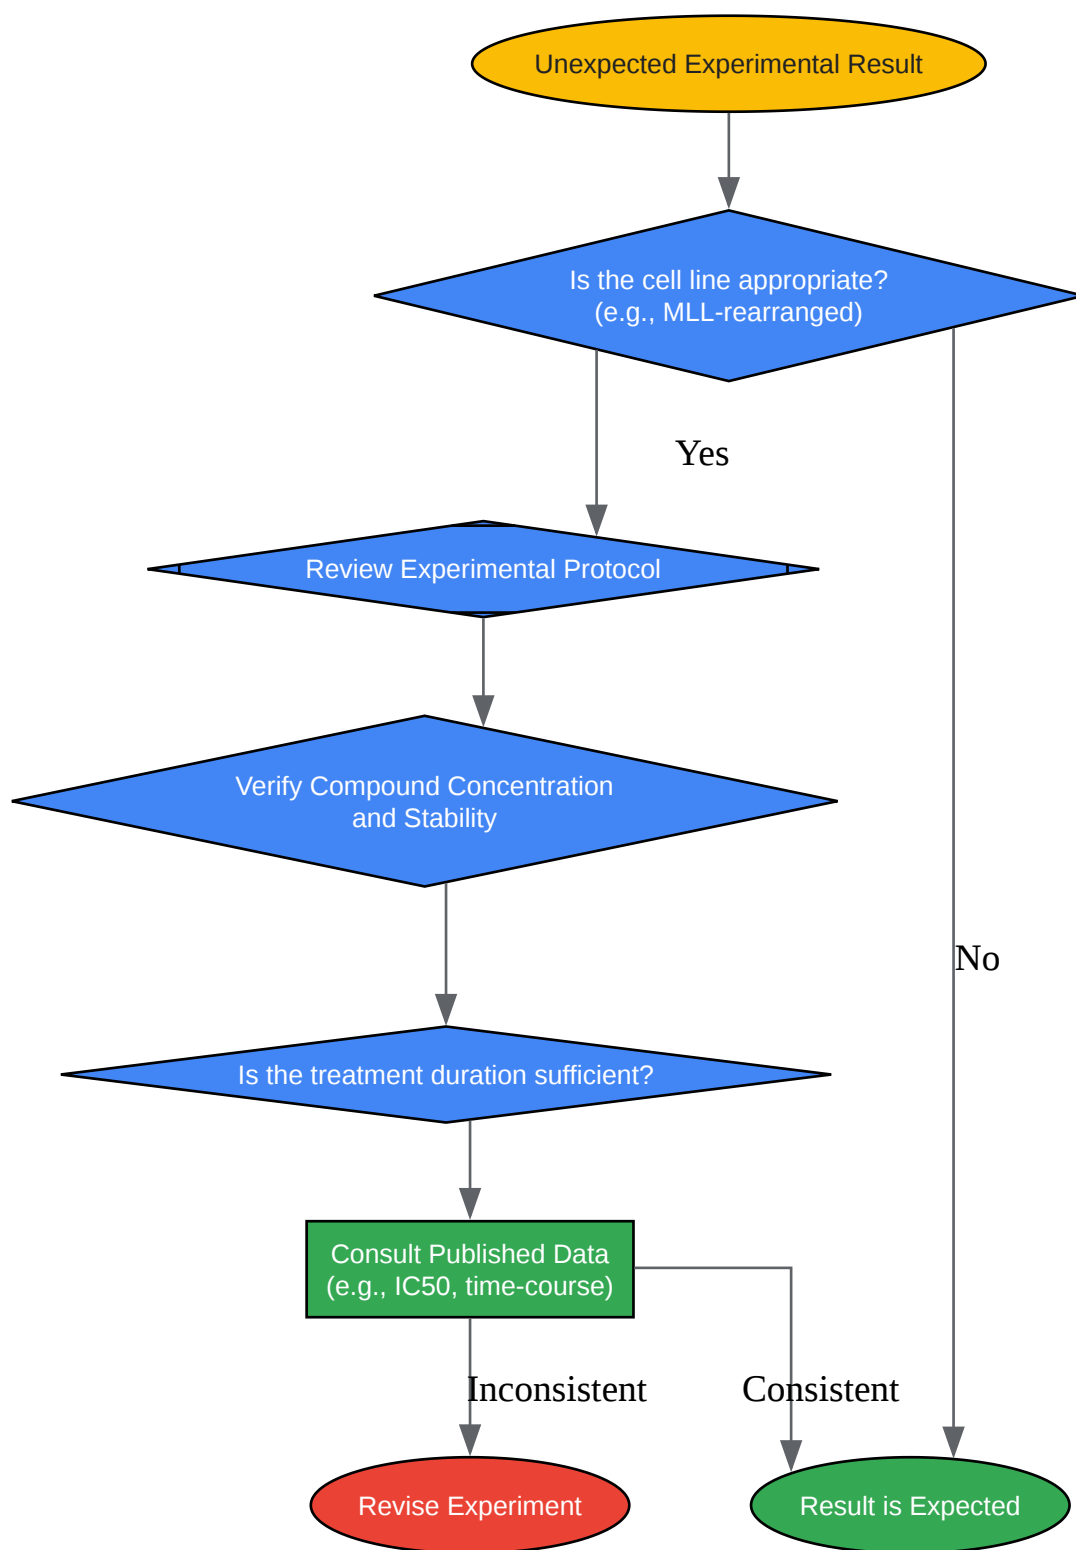 Unexpected Experimental Result
Is the cell line appropriate?
(e.g., MLL-rearranged)
Yes
Review Experimental Protocol
Verify Compound Concentration
and Stability
No
Is the treatment duration sufficient?
Consult Published Data
(e.g., IC50, time-course)
Inconsistent
Consistent
Revise Experiment
Result is Expected